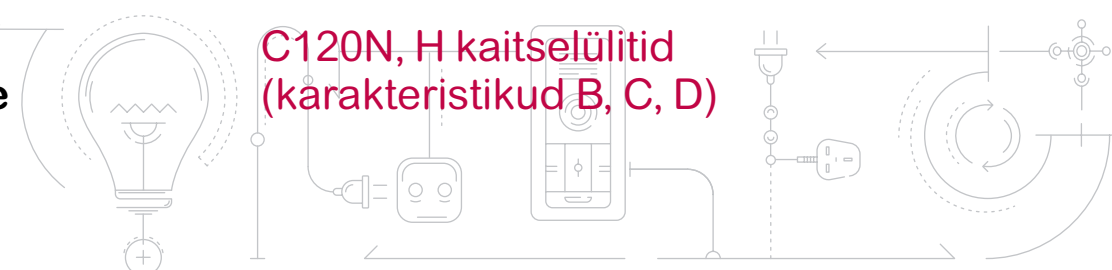 C120N, H kaitselülitid
e
(karakteristikud B, C, D)